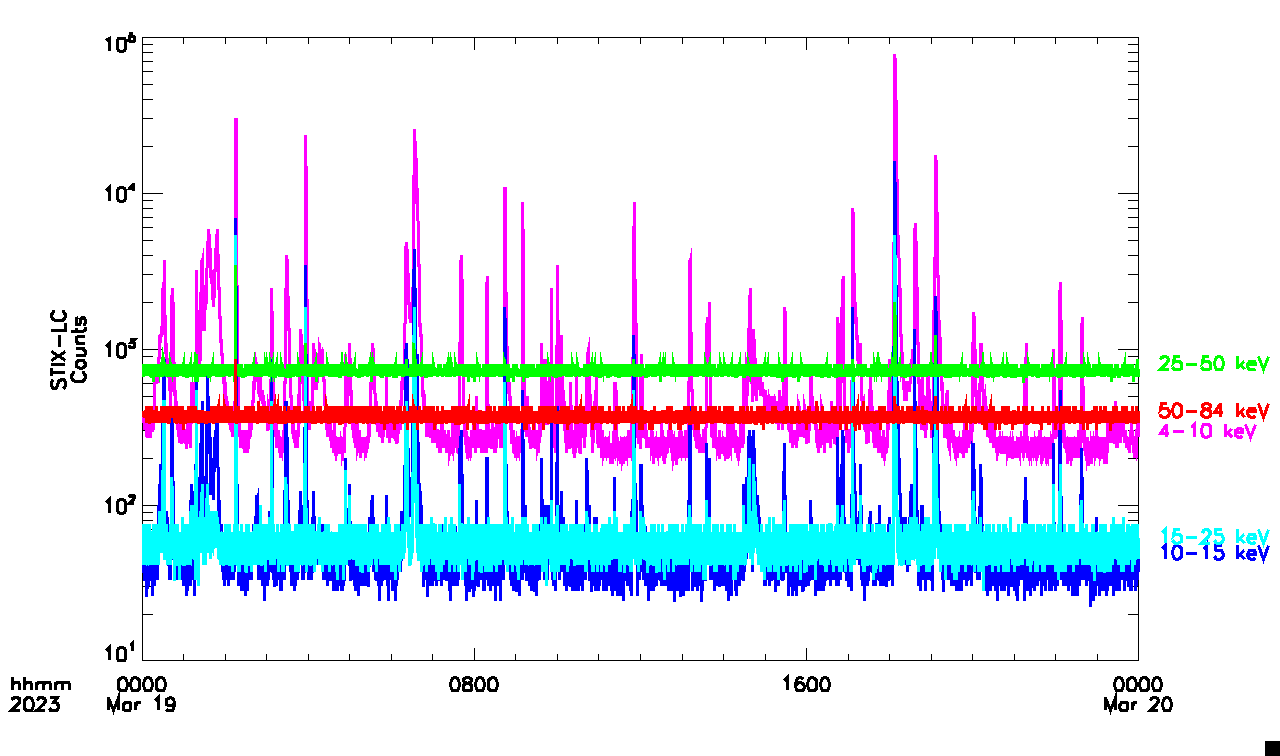 10⁵
10⁴
10³
10²
10¹
STIX-LC
Counts
25-50 keV
50-84 keV
4-10 keV
15-25 keV
10-15 keV
hhmm 0000 0800 1600 0000
2023 Mar 19 Mar 20